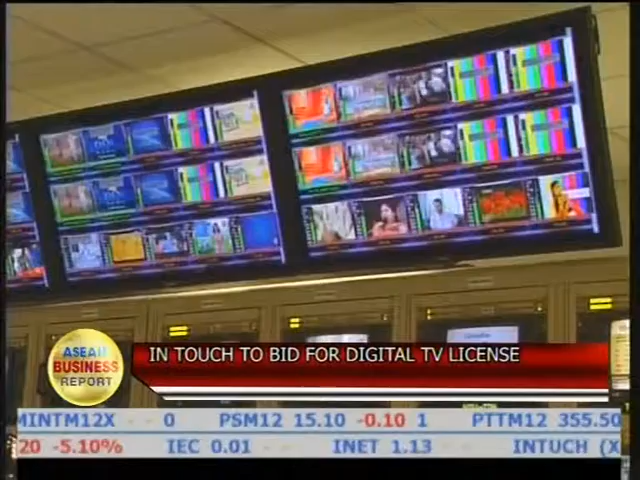 ASEAN
BUSINESS
REPORT
IN TOUCH TO BID FOR DIGITAL TV LICENSE
MINTM12X -- 0 PSM12 15.10 -0.10 1 PTTM12 355.50
20 -5.10% IEC 0.01 -- INET 1.13 -- INTUCH (X